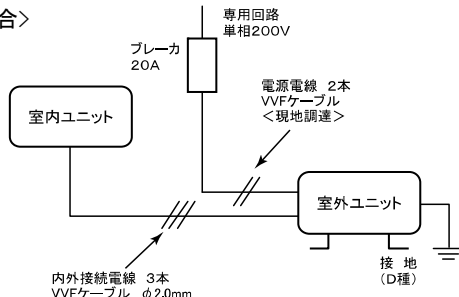 合>
専用回路
単相200V
ブレーカ
20A
電源電線 2本
VVFケーブル
＜現地調達＞
室内ユニット
室外ユニット
接 地
(D種)
内外接続電線 3本
VVFケーブル φ2.0mm